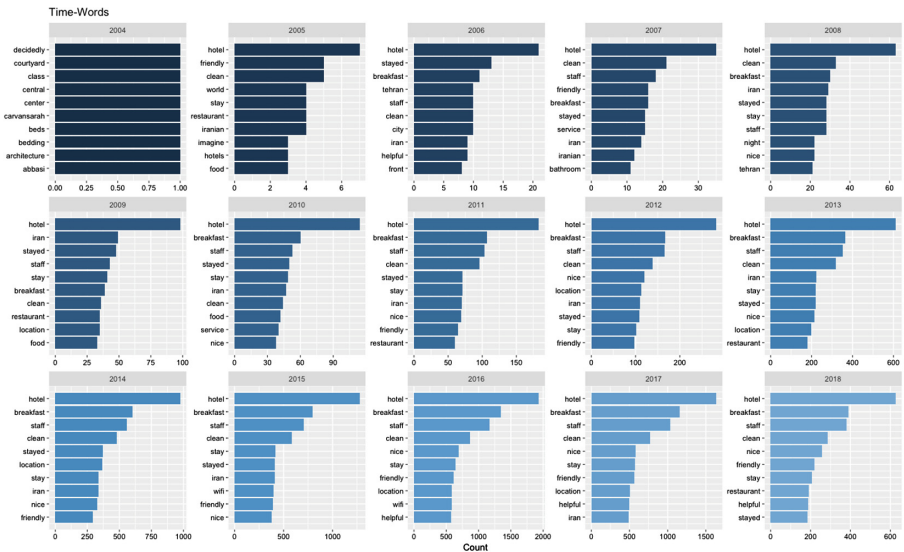 Time-Words
2004
decidedly
courtyard
class
central
center
carvansarah
beds
bedding
architecture
abbasi
0.00 0.25 0.50 0.75 1.00
2005
hotel
friendly
clean
world
stay
restaurant
iranian
imagine
hotels
food
0 2 4 6
2006
hotel
stayed
breakfast
tehran
staff
clean
city
iran
helpful
front
0 5 10 15 20
2007
hotel
clean
staff
friendly
breakfast
stayed
service
iran
iranian
bathroom
0 10 20 30
2008
hotel
clean
breakfast
iran
stayed
stay
staff
night
nice
tehran
0 20 40 60
2009
hotel
iran
stayed
staff
stay
breakfast
clean
restaurant
location
food
0 25 50 75 100
2010
hotel
breakfast
staff
stayed
stay
iran
clean
food
service
nice
0 30 60 90
2011
hotel
breakfast
staff
clean
stayed
stay
iran
nice
friendly
restaurant
0 50 100 150
2012
hotel
breakfast
staff
clean
nice
location
iran
stayed
stay
friendly
0 100 200
2013
hotel
breakfast
staff
clean
iran
stay
stayed
nice
location
restaurant
0 200 400 600
2014
hotel
breakfast
staff
clean
stayed
location
stay
iran
nice
friendly
0 250 500 750 1000
2015
hotel
breakfast
staff
clean
stay
stayed
iran
wifi
friendly
nice
0 500 1000
2016
hotel
breakfast
staff
clean
nice
stay
friendly
location
wifi
helpful
0 500 1000 1500 2000
2017
hotel
breakfast
staff
clean
nice
stay
friendly
location
helpful
iran
0 500 1000 1500
2018
hotel
breakfast
staff
clean
nice
friendly
stay
restaurant
helpful
stayed
0 200 400 600
Count